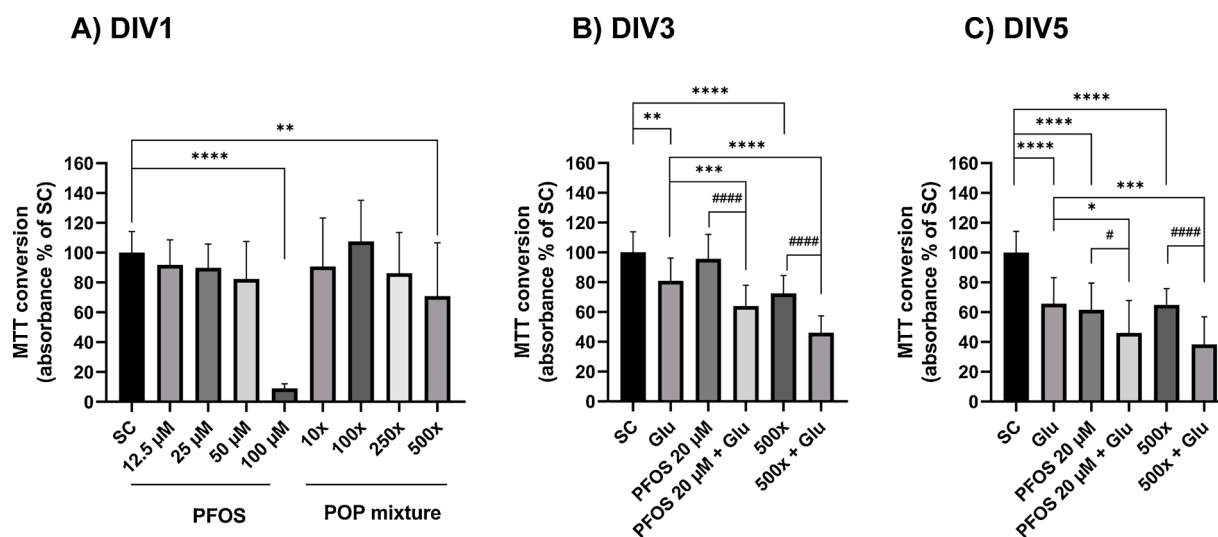 A) DIV1
**
****
MTT conversion
(absorbance % of SC)
160
140
120
100
80
60
40
20
0
SC
12.5 µM
25 µM
50 µM
100 µM
10x
100x
250x
500x
PFOS
POP mixture
B) DIV3
****
**
****
***
####
####
MTT conversion
(absorbance % of SC)
160
140
120
100
80
60
40
20
0
SC
Glu
PFOS 20 µM
PFOS 20 µM + Glu
500x
500x + Glu
C) DIV5
****
****
****
***
*
#
####
MTT conversion
(absorbance % of SC)
160
140
120
100
80
60
40
20
0
SC
Glu
PFOS 20 µM
PFOS 20 µM + Glu
500x
500x + Glu